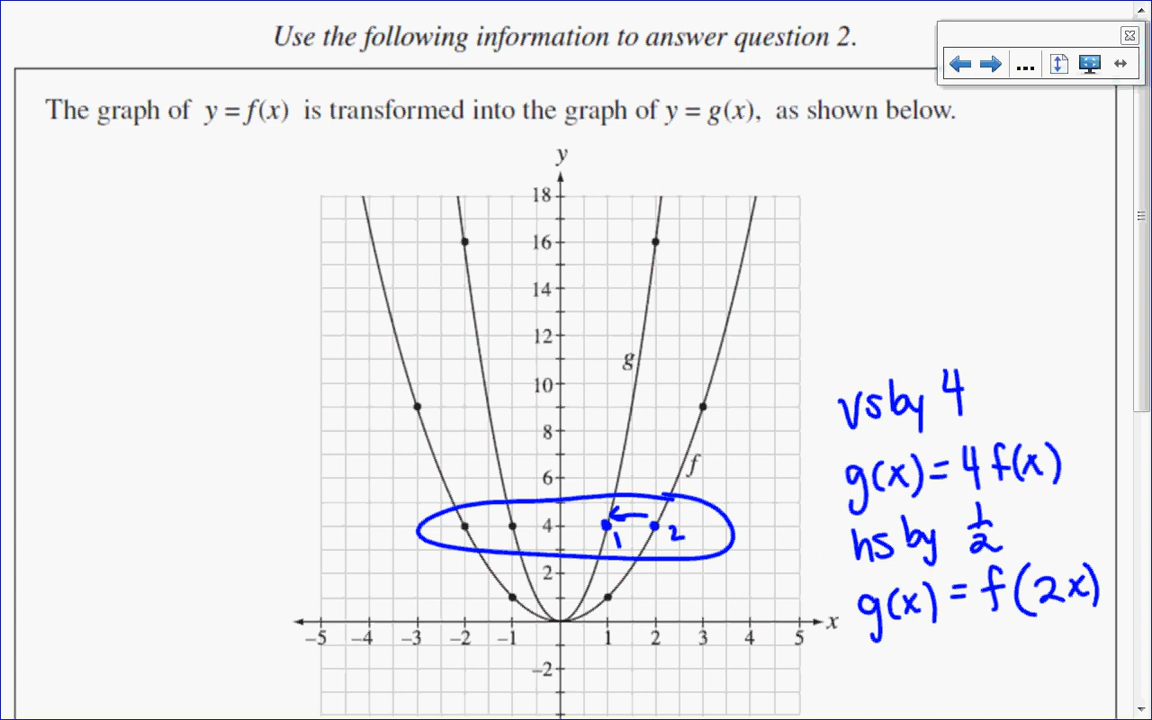 Use the following information to answer question 2.
The graph of y = f(x) is transformed into the graph of y = g(x), as shown below.
y
18
16
14
12
g
10
8
f
6
4
2
-5 -4 -3 -2 -1 1 2 3 4 5 x
-2
1 2
vs by 4
g(x) = 4 f(x)
hs by 1/2
g(x) = f(2x)
...